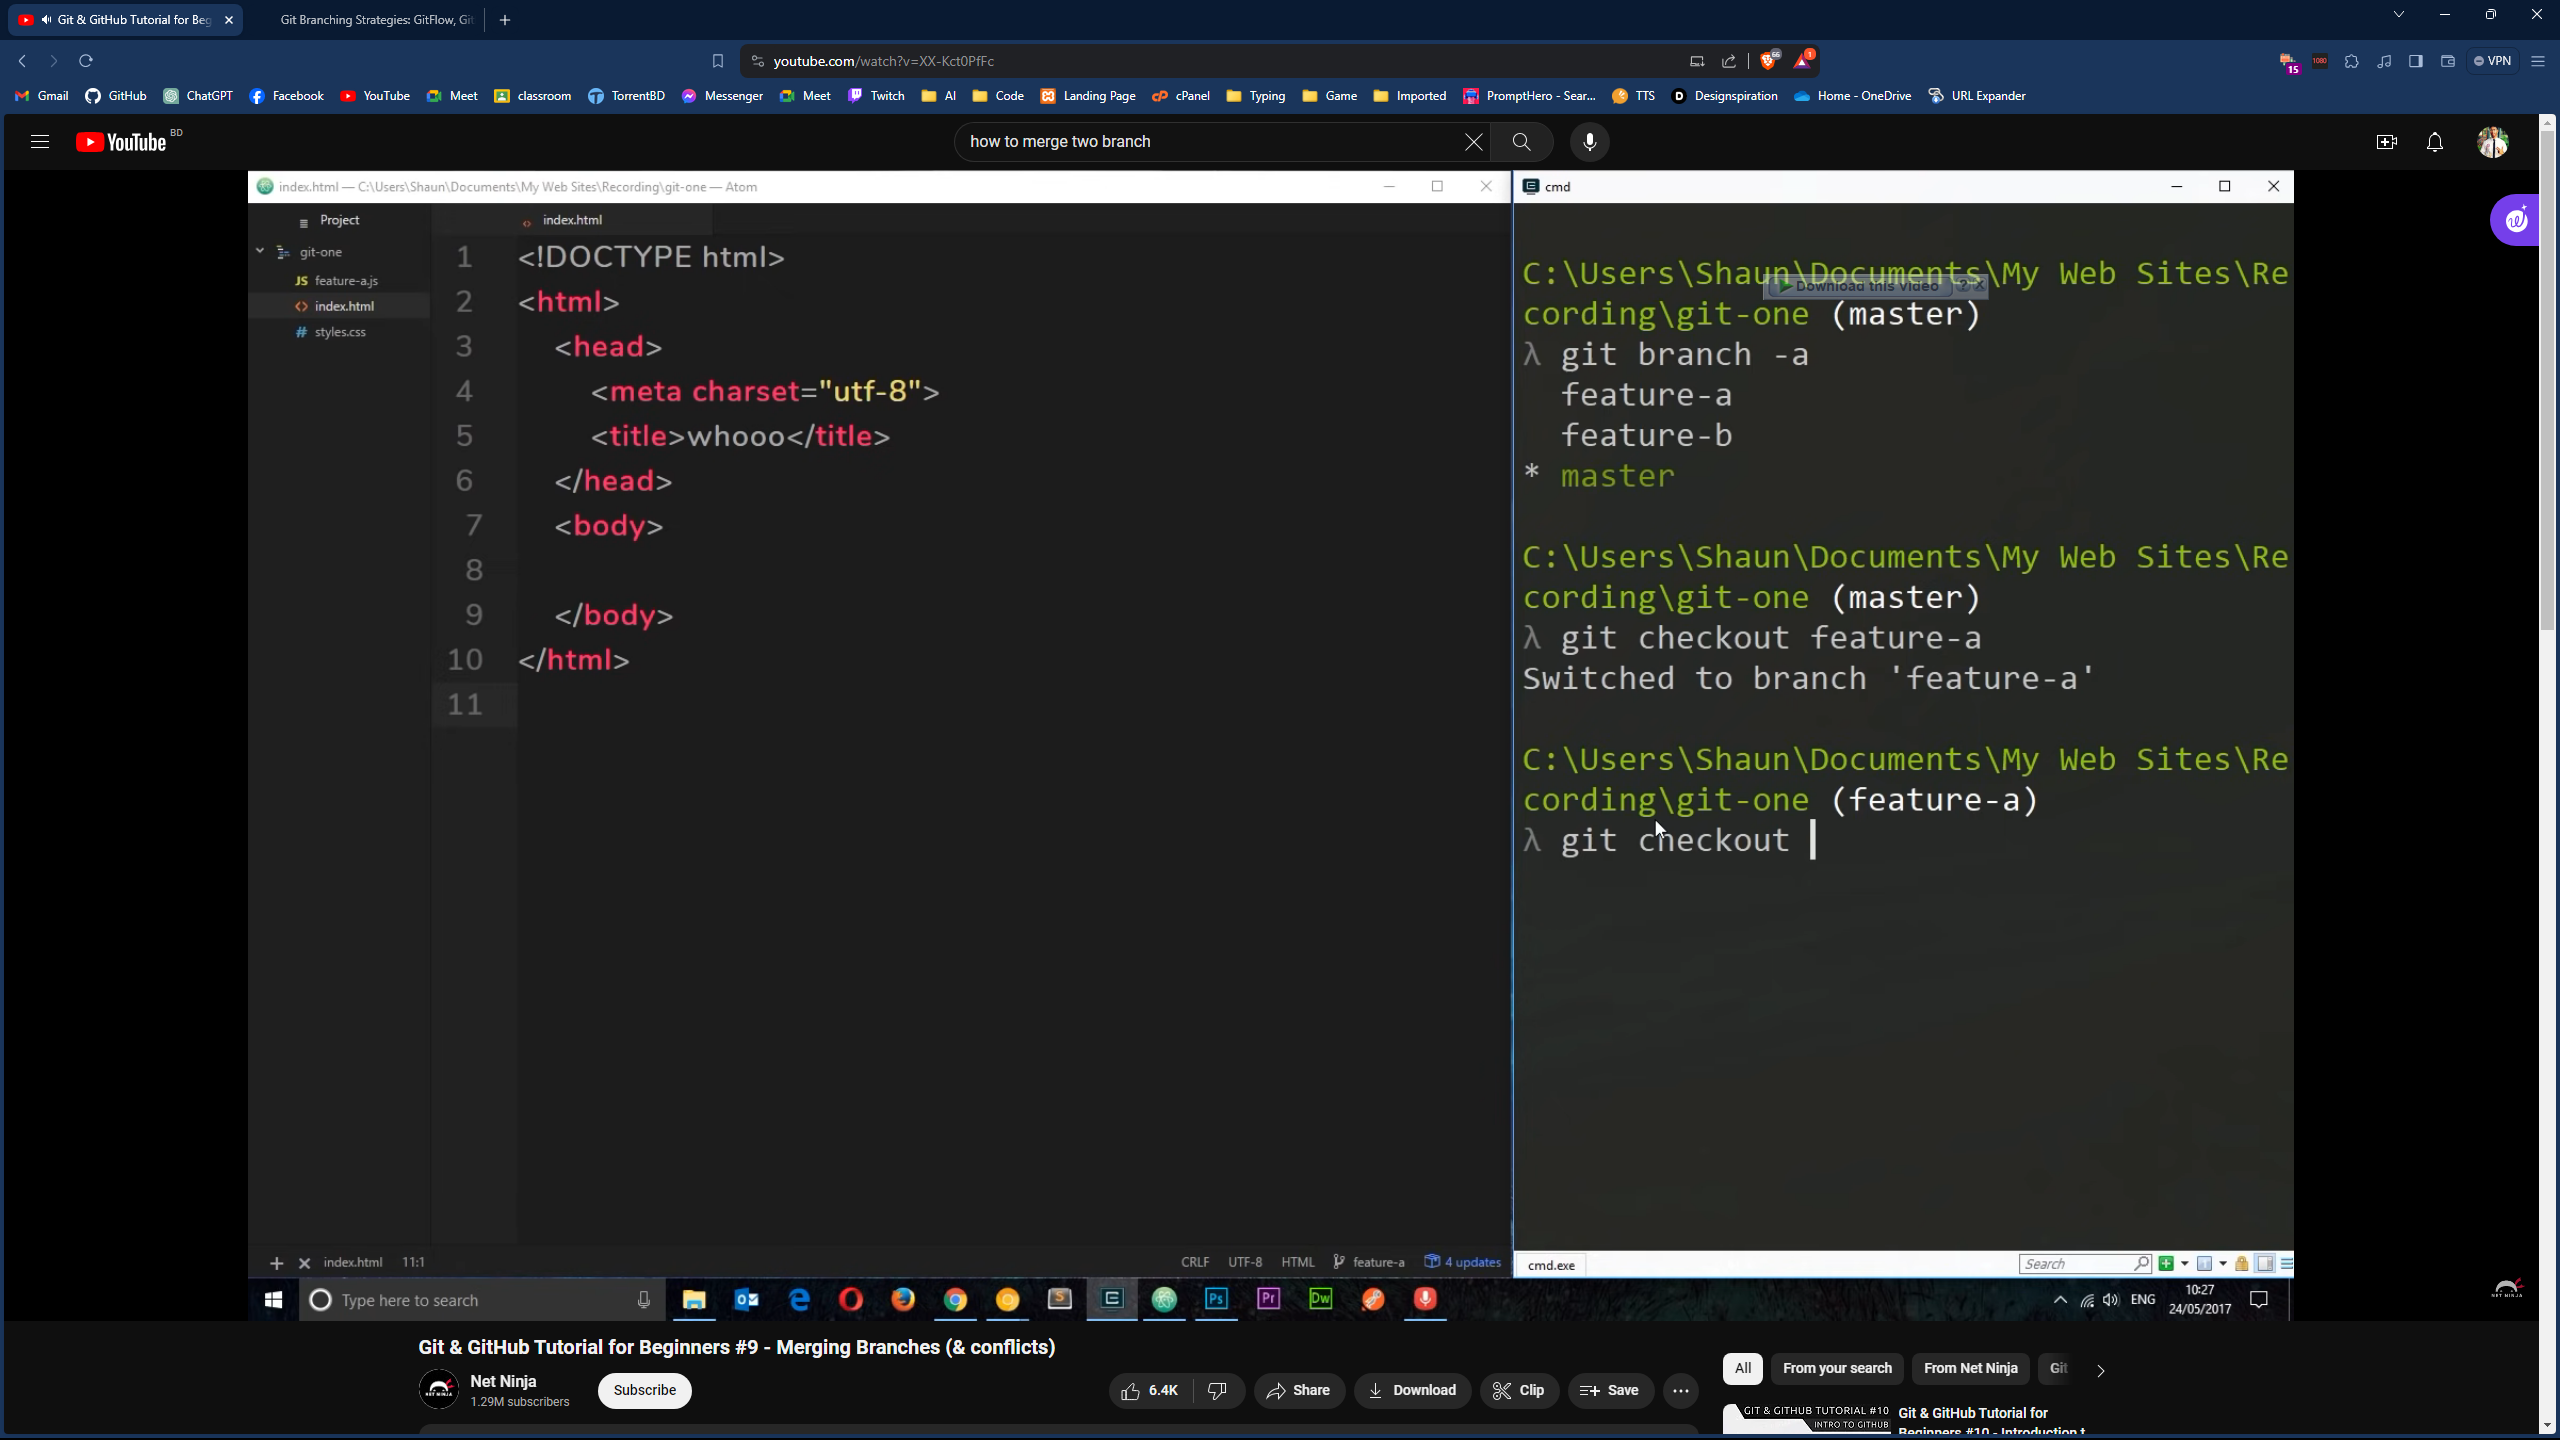 Git & GitHub Tutorial for Beg
Git Branching Strategies: GitFlow, Git
youtube.com/watch?v=XX-Kct0PfFc
66
1
15
1080
VPN
Gmail GitHub ChatGPT Facebook YouTube Meet classroom TorrentBD Messenger Meet Twitch AI Code Landing Page cPanel Typing Game Imported PromptHero - Sear... TTS Designspiration Home - OneDrive URL Expander
YouTube BD
how to merge two branch
index.html — C:\Users\Shaun\Documents\My Web Sites\Recording\git-one — Atom
Project
git-one
JS feature-a.js
<> index.html
# styles.css
index.html
1 <!DOCTYPE html>
2 <html>
3 <head>
4 <meta charset="utf-8">
5 <title>whooo</title>
6 </head>
7 <body>
8
9 </body>
10 </html>
11
+ × index.html 11:1
CRLF UTF-8 HTML feature-a 4 updates
cmd
C:\Users\Shaun\Documents\My Web Sites\Re
Download this video ? X
cording\git-one (master)
λ git branch -a
feature-a
feature-b
* master
C:\Users\Shaun\Documents\My Web Sites\Re
cording\git-one (master)
λ git checkout feature-a
Switched to branch 'feature-a'
C:\Users\Shaun\Documents\My Web Sites\Re
cording\git-one (feature-a)
λ git checkout
cmd.exe
Search
Type here to search
Ps Pr Dw
ENG
10:27
24/05/2017
NET NINJA
Git & GitHub Tutorial for Beginners #9 - Merging Branches (& conflicts)
Net Ninja
1.29M subscribers
Subscribe
6.4K
Share
Download
Clip
Save
All
From your search
From Net Ninja
Git
GIT & GITHUB TUTORIAL #10
INTRO TO GITHUB
Git & GitHub Tutorial for
Beginners #10 - Introduction t